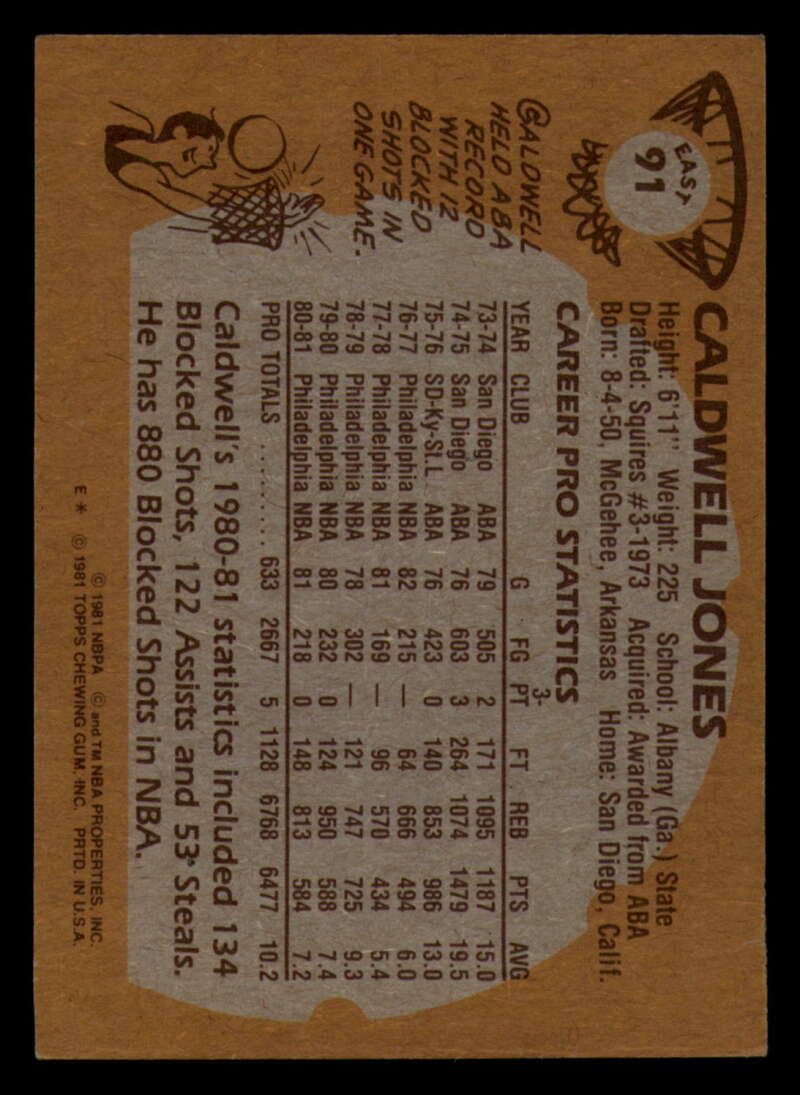 EAST
91
CALDWELL JONES
Height: 6'11" Weight: 225 School: Albany (Ga.) State
Drafted: Squires #3-1973 Acquired: Awarded from ABA
Born: 8-4-50, McGehee, Arkansas Home: San Diego, Calif.
CAREER PRO STATISTICS
YEAR CLUB G FG 3-PT FT REB PTS AVG
73-74 San Diego ABA 79 505 2 171 1095 1187 15.0
74-75 San Diego ABA 76 603 3 264 1074 1479 19.5
75-76 SD-Ky-St.L ABA 76 423 0 140 853 986 13.0
76-77 Philadelphia NBA 82 215 — 64 666 494 6.0
77-78 Philadelphia NBA 81 169 — 96 570 434 5.4
78-79 Philadelphia NBA 78 302 — 121 747 725 9.3
79-80 Philadelphia NBA 80 232 0 124 950 588 7.4
80-81 Philadelphia NBA 81 218 0 148 813 584 7.2
PRO TOTALS ......... 633 2667 5 1128 6768 6477 10.2
Caldwell's 1980-81 statistics included 134
Blocked Shots, 122 Assists and 53 Steals.
He has 880 Blocked Shots in NBA.
CALDWELL
HELD ABA
RECORD
WITH 12
BLOCKED
SHOTS IN
ONE GAME.
© 1981 NBPA © and TM NBA PROPERTIES, INC.
E * © 1981 TOPPS CHEWING GUM, INC. PRTD. IN U.S.A.